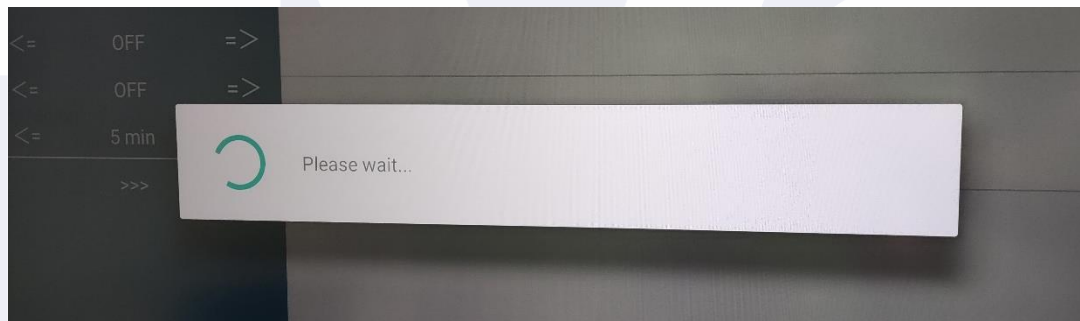 <= OFF =>
<= OFF =>
<= 5 min
>>>
Please wait...